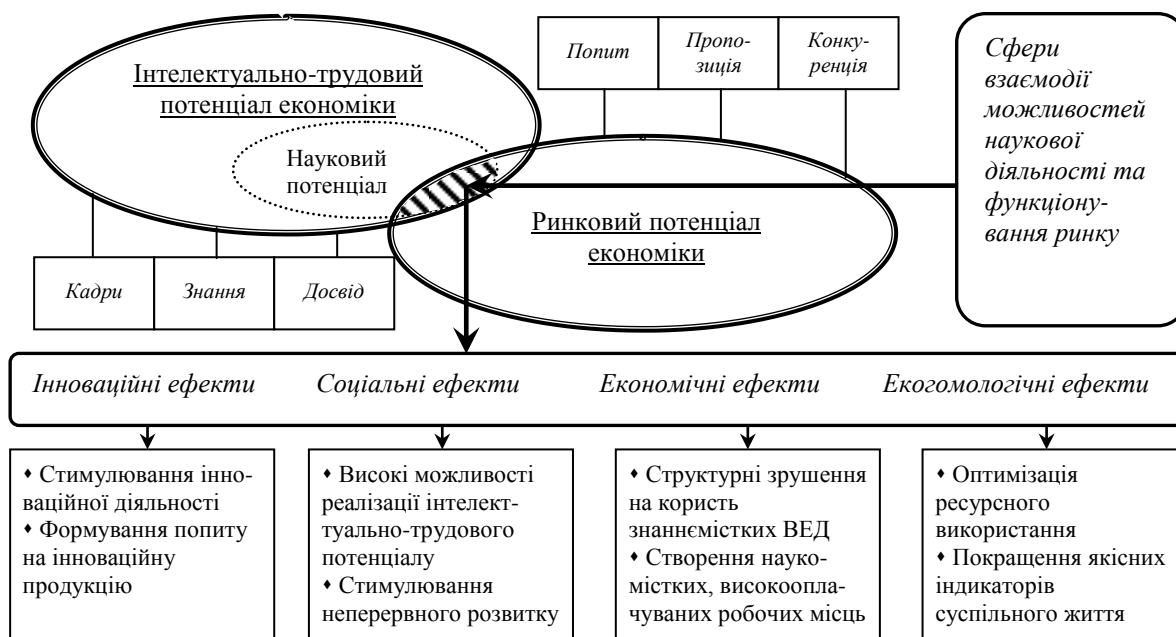 Інтелектуально-трудовий
потенціал економіки
Науковий
потенціал
Кадри
Знання
Досвід
Попит
Пропо-
зиція
Конку-
ренція
Ринковий потенціал
економіки
Сфери
взаємодії
можливостей
наукової
діяльності та
функціону-
вання ринку
Інноваційні ефекти
Соціальні ефекти
Економічні ефекти
Екогомологічні ефекти
♦ Стимулювання інно-
ваційної діяльності
♦ Формування попиту
на інноваційну
продукцію
♦ Високі можливості
реалізації інтелект-
туально-трудового
потенціалу
♦ Стимулювання
неперервного розвитку
♦ Структурні зрушення
на користь
знаннємістких ВЕД
♦ Створення науко-
містких, високоопла-
чуваних робочих місць
♦ Оптимізація
ресурсного
використання
♦ Покращення якісних
індикаторів
суспільного життя